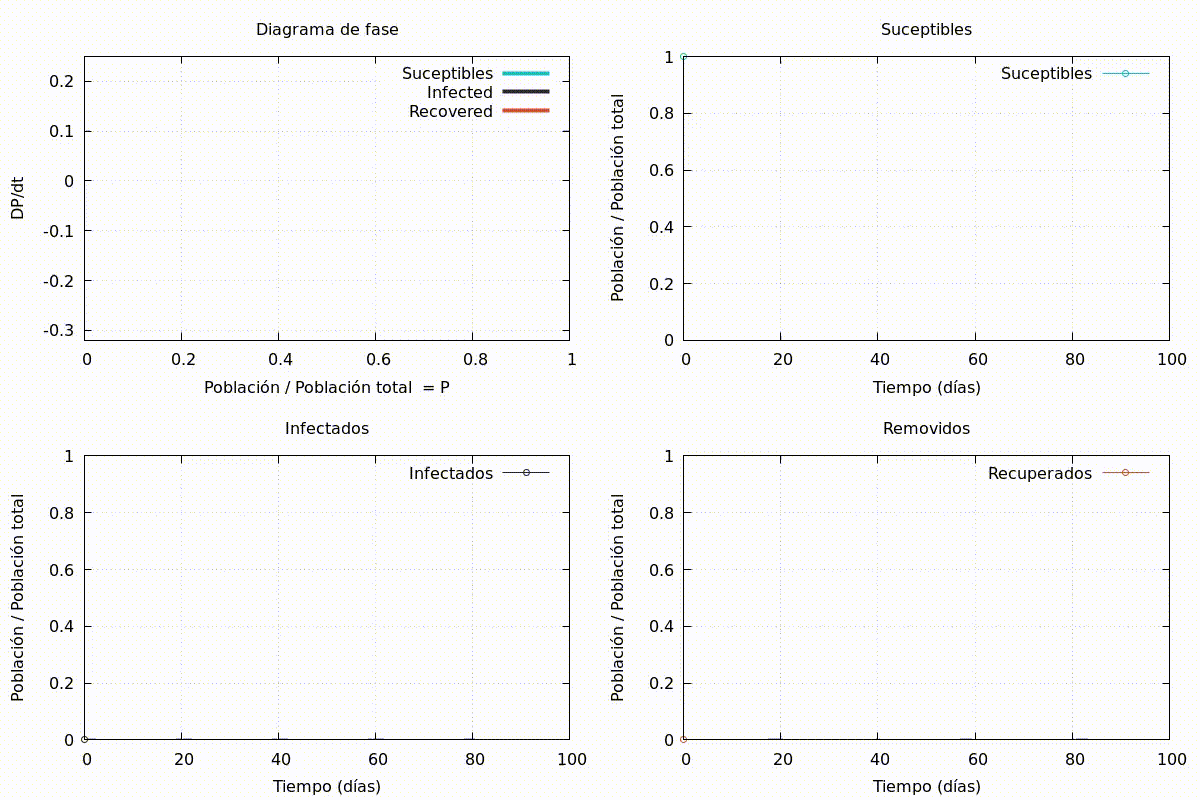 Diagrama de fase
Suceptibles
Infected
Recovered
0.2
0.1
0
-0.1
-0.2
-0.3
DP/dt
0 0.2 0.4 0.6 0.8 1
Población / Población total = P
Suceptibles
Suceptibles
1
0.8
0.6
0.4
0.2
0
Población / Población total
0 20 40 60 80 100
Tiempo (días)
Infectados
Infectados
1
0.8
0.6
0.4
0.2
0
Población / Población total
0 20 40 60 80 100
Tiempo (días)
Removidos
Recuperados
1
0.8
0.6
0.4
0.2
0
Población / Población total
0 20 40 60 80 100
Tiempo (días)